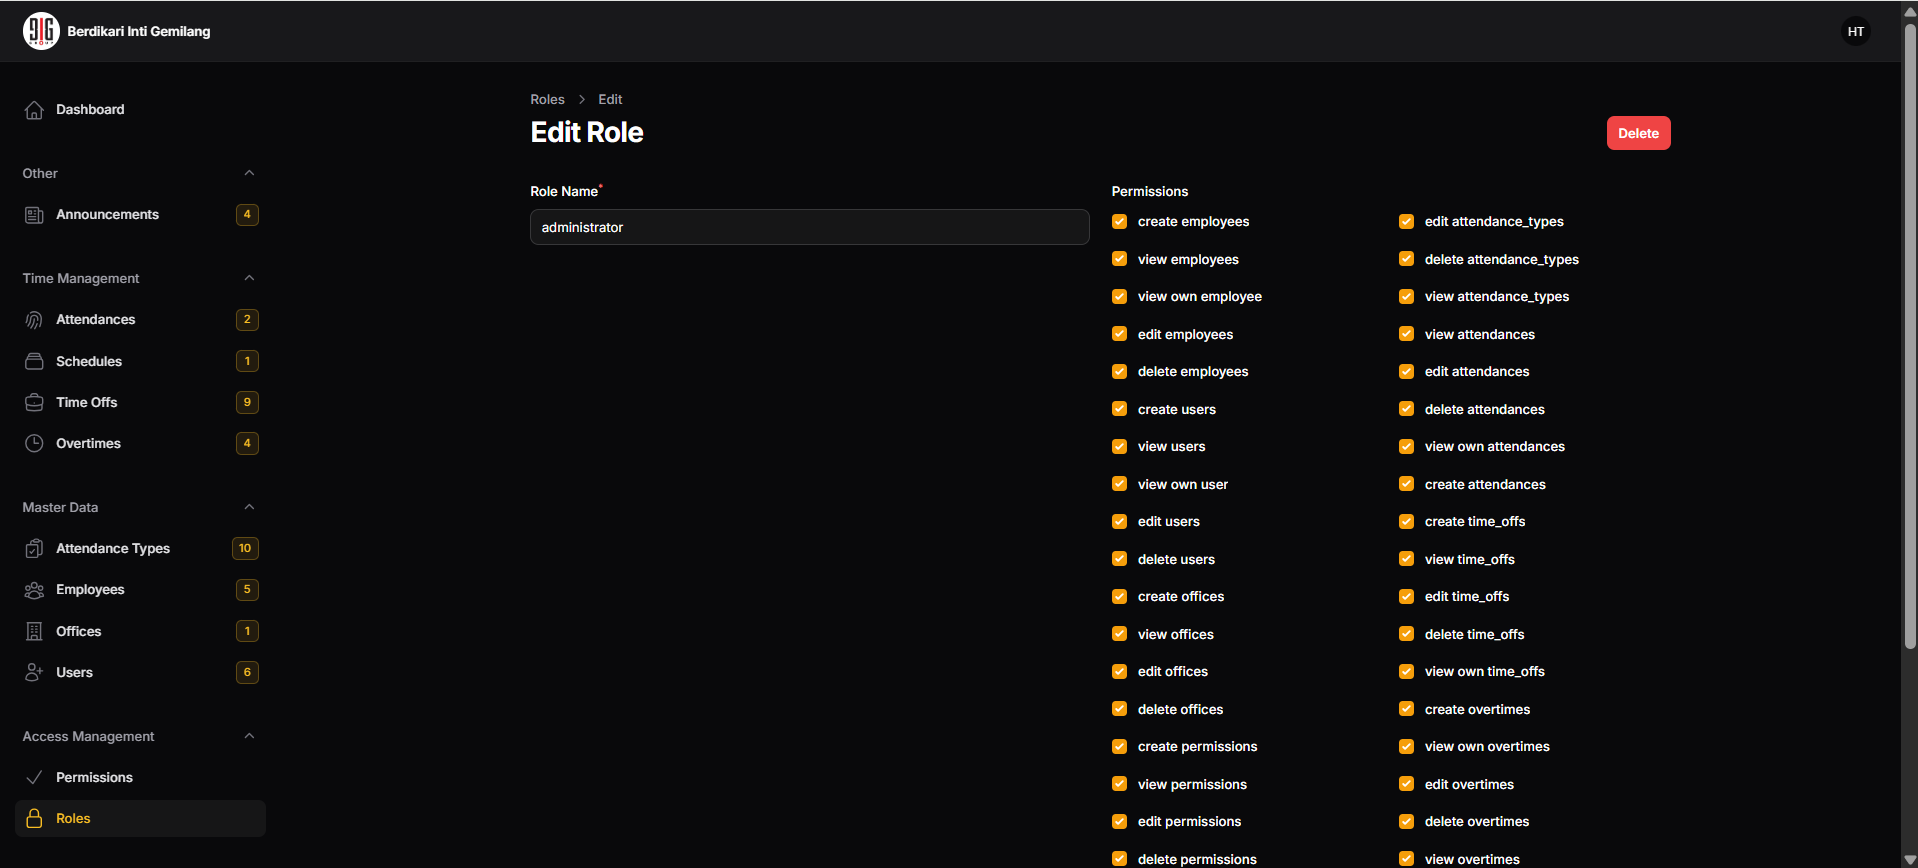 BIG
GROUP
Berdikari Inti Gemilang
HT
Dashboard
Other
Announcements 4
Time Management
Attendances 2
Schedules 1
Time Offs 9
Overtimes 4
Master Data
Attendance Types 10
Employees 5
Offices 1
Users 6
Access Management
Permissions
Roles
Roles > Edit
Edit Role
Delete
Role Name*
administrator
Permissions
create employees
view employees
view own employee
edit employees
delete employees
create users
view users
view own user
edit users
delete users
create offices
view offices
edit offices
delete offices
create permissions
view permissions
edit permissions
delete permissions
edit attendance_types
delete attendance_types
view attendance_types
view attendances
edit attendances
delete attendances
view own attendances
create attendances
create time_offs
view time_offs
edit time_offs
delete time_offs
view own time_offs
create overtimes
view own overtimes
edit overtimes
delete overtimes
view overtimes